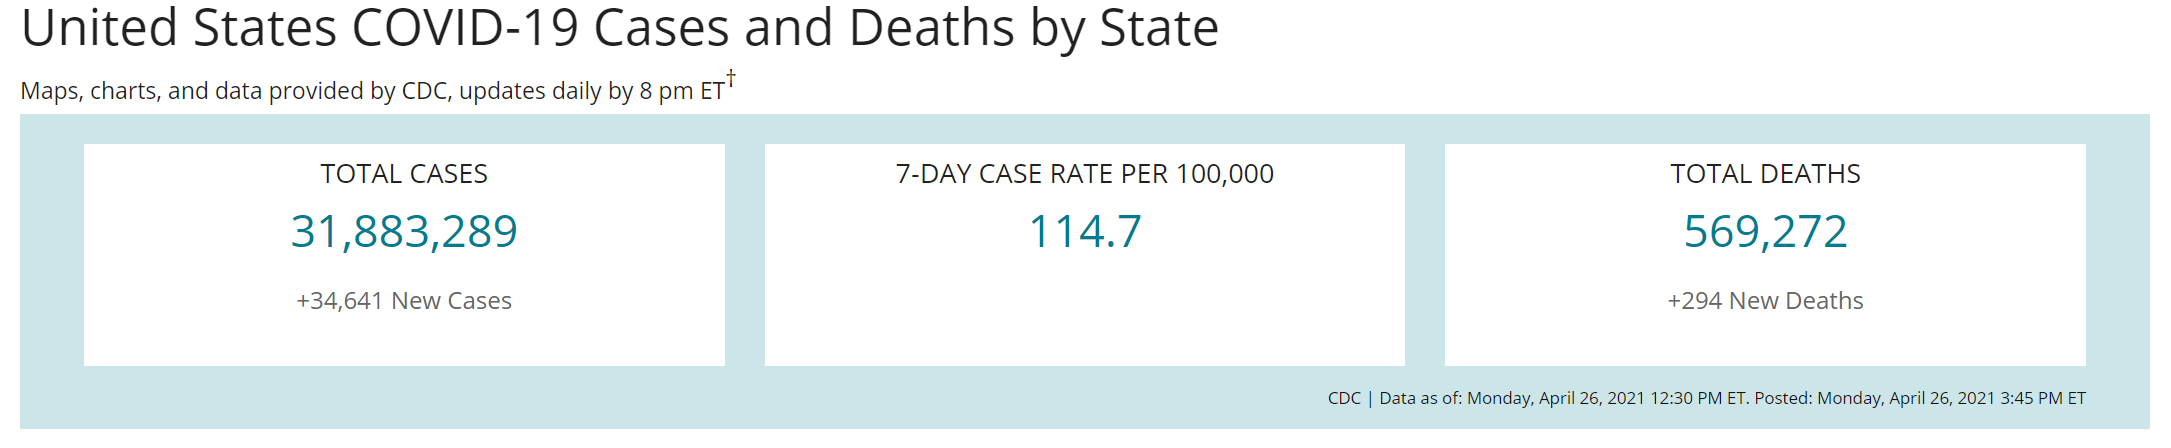 United States COVID-19 Cases and Deaths by State
Maps, charts, and data provided by CDC, updates daily by 8 pm ET†
TOTAL CASES
31,883,289
+34,641 New Cases
7-DAY CASE RATE PER 100,000
114.7
TOTAL DEATHS
569,272
+294 New Deaths
CDC | Data as of: Monday, April 26, 2021 12:30 PM ET. Posted: Monday, April 26, 2021 3:45 PM ET